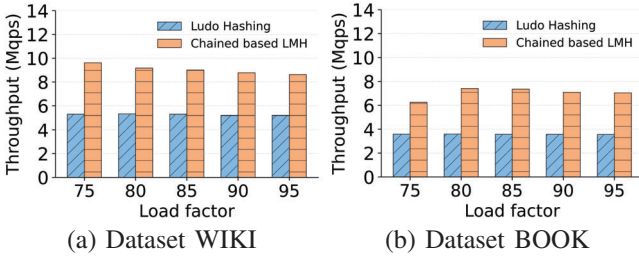 Throughput (Mqps)
14
12
10
8
6
4
2
0
Ludo Hashing
Chained based LMH
75 80 85 90 95
Load factor
(a) Dataset WIKI
Throughput (Mqps)
14
12
10
8
6
4
2
0
Ludo Hashing
Chained based LMH
75 80 85 90 95
Load factor
(b) Dataset BOOK